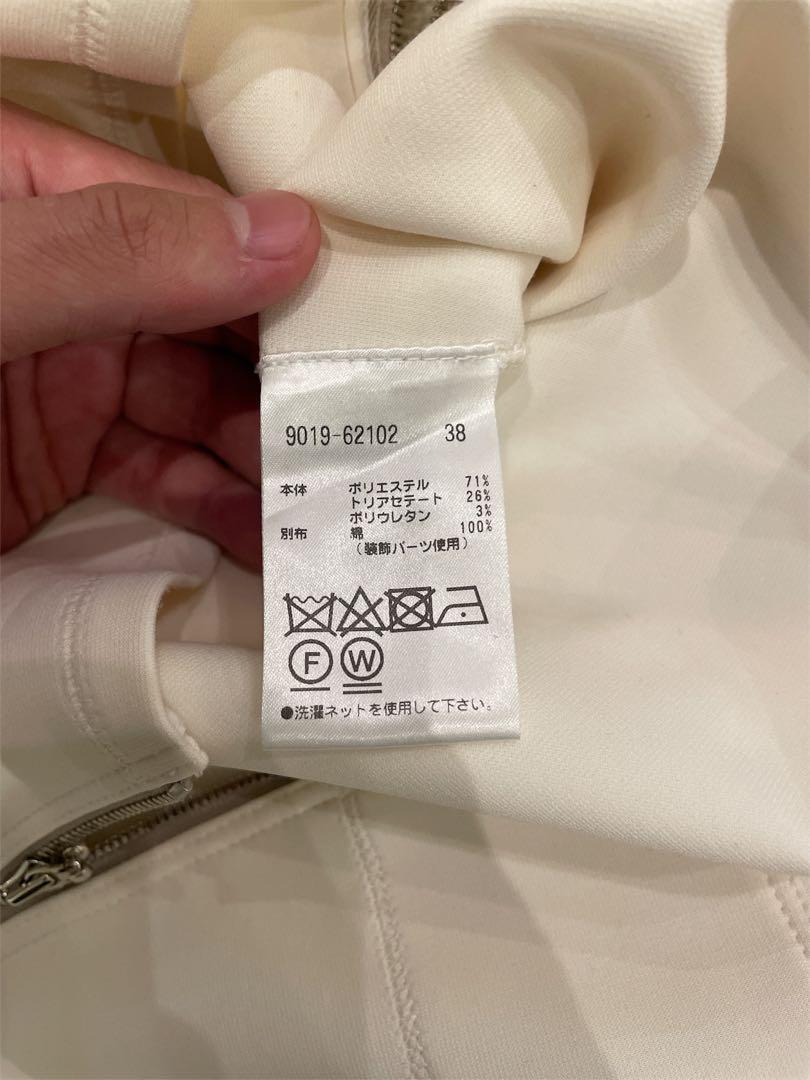 9019-62102 38
本体 ポリエステル 71%
トリアセテート 26%
ポリウレタン 3%
別布 綿 100%
(装飾パーツ使用)
F W
●洗濯ネットを使用して下さい。